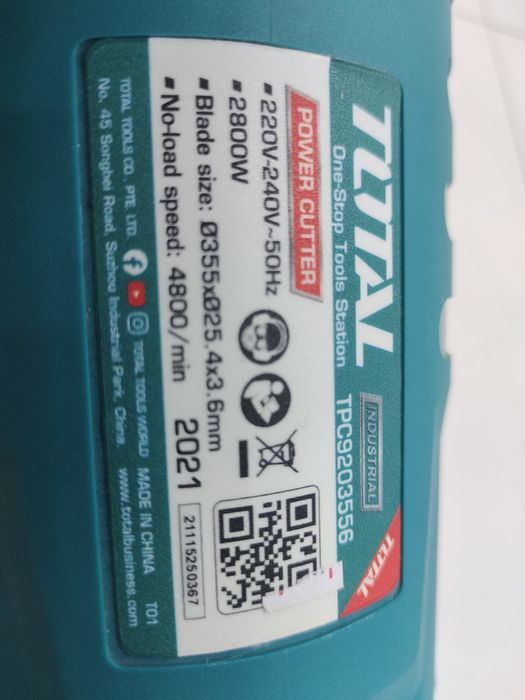 TOTAL
One-Stop Tools Station
INDUSTRIAL
TPC9203556
TOTAL
POWER CUTTER
▪ 220V-240V~50Hz
▪ 2800W
▪ Blade size: Ø355xØ25.4x3.6mm
▪ No-load speed: 4800/min
2021
21115250367
TOTAL TOOLS CO. PTE. LTD.
TOTAL TOOLS WORLD
MADE IN CHINA
T01
No. 45 Songbei Road, Suzhou Industrial Park, China.
www.totalbusiness.com